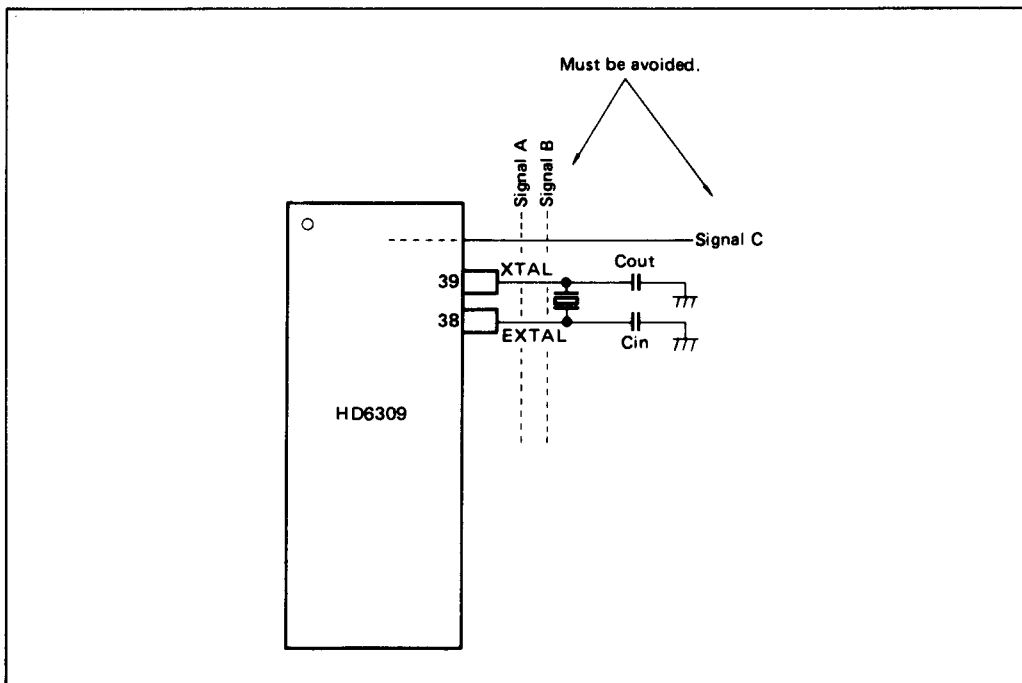 Must be avoided.
Signal A
Signal B
Signal C
39
XTAL
Cout
38
EXTAL
Cin
HD6309